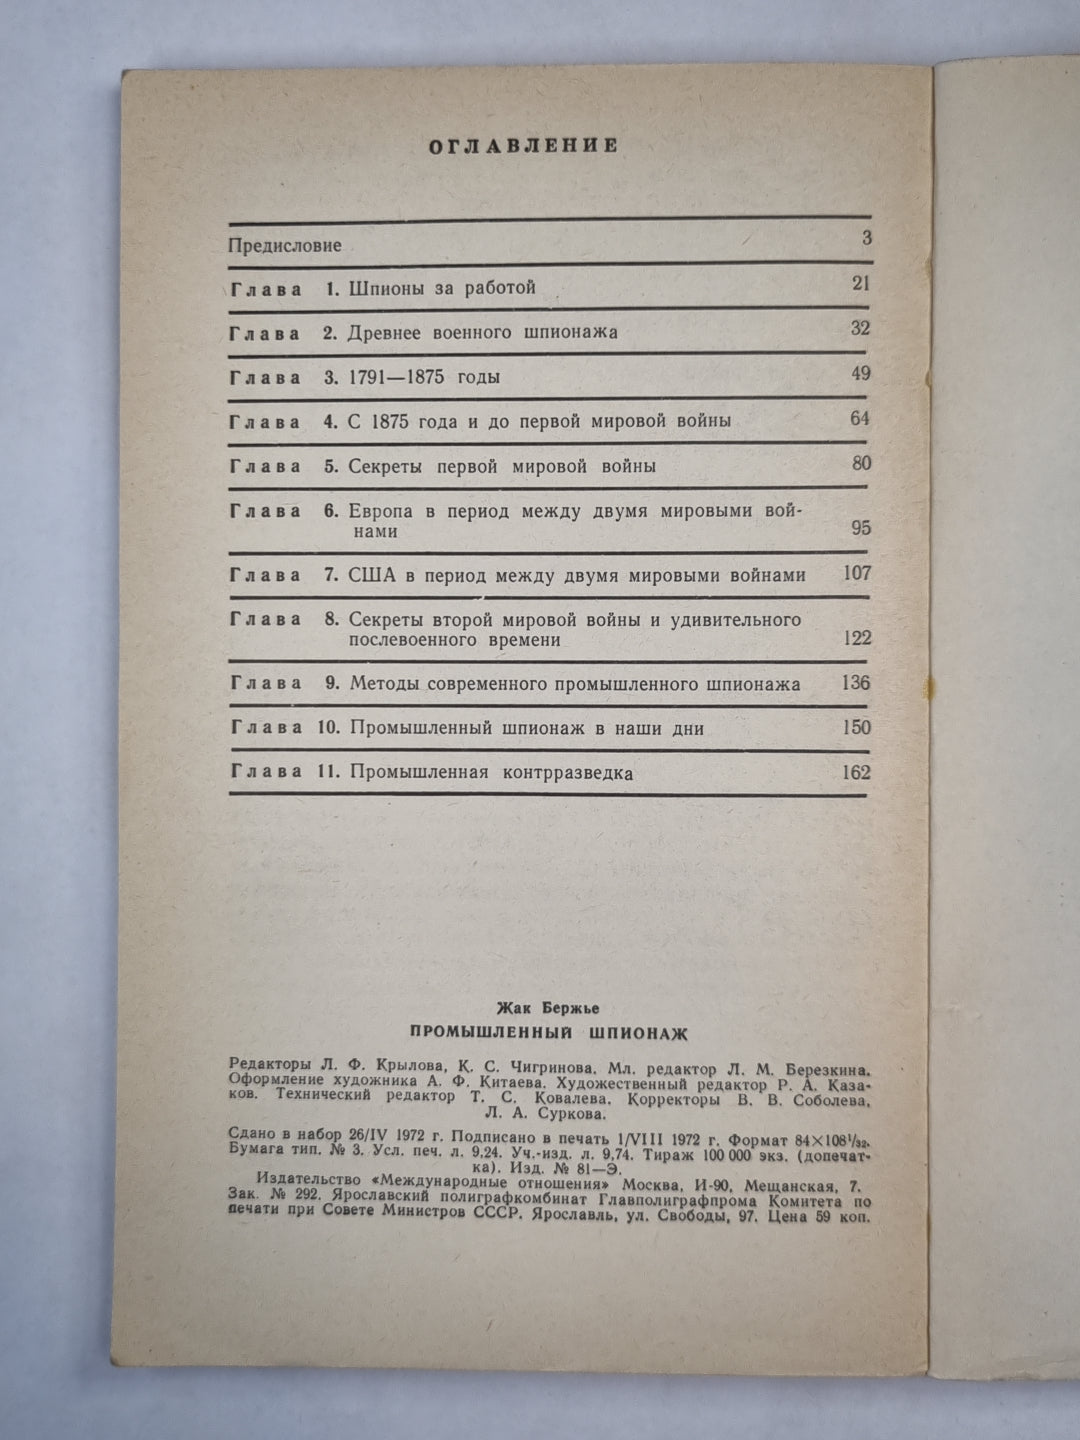 ОГЛАВЛЕНИЕ
Предисловие 3
Глава 1. Шпионы за работой 21
Глава 2. Древнее военного шпионажа 32
Глава 3. 1791—1875 годы 49
Глава 4. С 1875 года и до первой мировой войны 64
Глава 5. Секреты первой мировой войны 80
Глава 6. Европа в период между двумя мировыми вой-
нами 95
Глава 7. США в период между двумя мировыми войнами 107
Глава 8. Секреты второй мировой войны и удивительного
послевоенного времени 122
Глава 9. Методы современного промышленного шпионажа 136
Глава 10. Промышленный шпионаж в наши дни 150
Глава 11. Промышленная контрразведка 162
Жак Бержье
ПРОМЫШЛЕННЫЙ ШПИОНАЖ
Редакторы Л. Ф. Крылова, К. С. Чигринова. Мл. редактор Л. М. Березкина.
Оформление художника А. Ф. Китаева. Художественный редактор Р. А. Каза-
ков. Технический редактор Т. С. Ковалева. Корректоры В. В. Соболева,
Л. А. Суркова.
Сдано в набор 26/IV 1972 г. Подписано в печать 1/VIII 1972 г. Формат 84×108¹/₃₂.
Бумага тип. № 3. Усл. печ. л. 9,24. Уч.-изд. л. 9,74. Тираж 100 000 экз. (допечат-
ка). Изд. № 81—Э.
Издательство «Международные отношения» Москва, И-90, Мещанская, 7.
Зак. № 292. Ярославский полиграфкомбинат Главполиграфпрома Комитета по
печати при Совете Министров СССР. Ярославль, ул. Свободы, 97. Цена 59 коп.